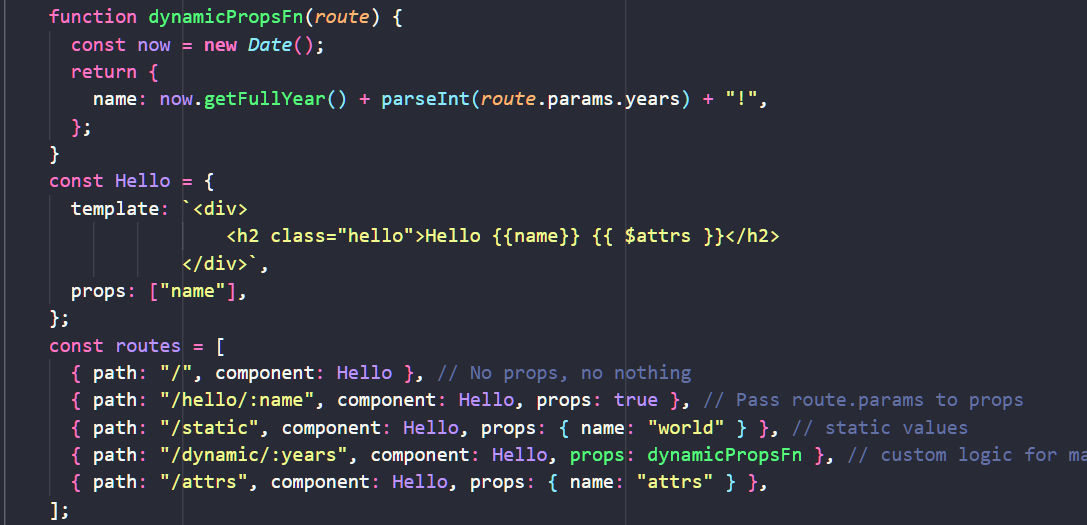 function dynamicPropsFn(route) {
const now = new Date();
return {
name: now.getFullYear() + parseInt(route.params.years) + "!",
};
}
const Hello = {
template: `<div>
<h2 class="hello">Hello {{name}} {{ $attrs }}</h2>
</div>`,
props: ["name"],
};
const routes = [
{ path: "/", component: Hello }, // No props, no nothing
{ path: "/hello/:name", component: Hello, props: true }, // Pass route.params to props
{ path: "/static", component: Hello, props: { name: "world" } }, // static values
{ path: "/dynamic/:years", component: Hello, props: dynamicPropsFn }, // custom logic for ma
{ path: "/attrs", component: Hello, props: { name: "attrs" } },
];